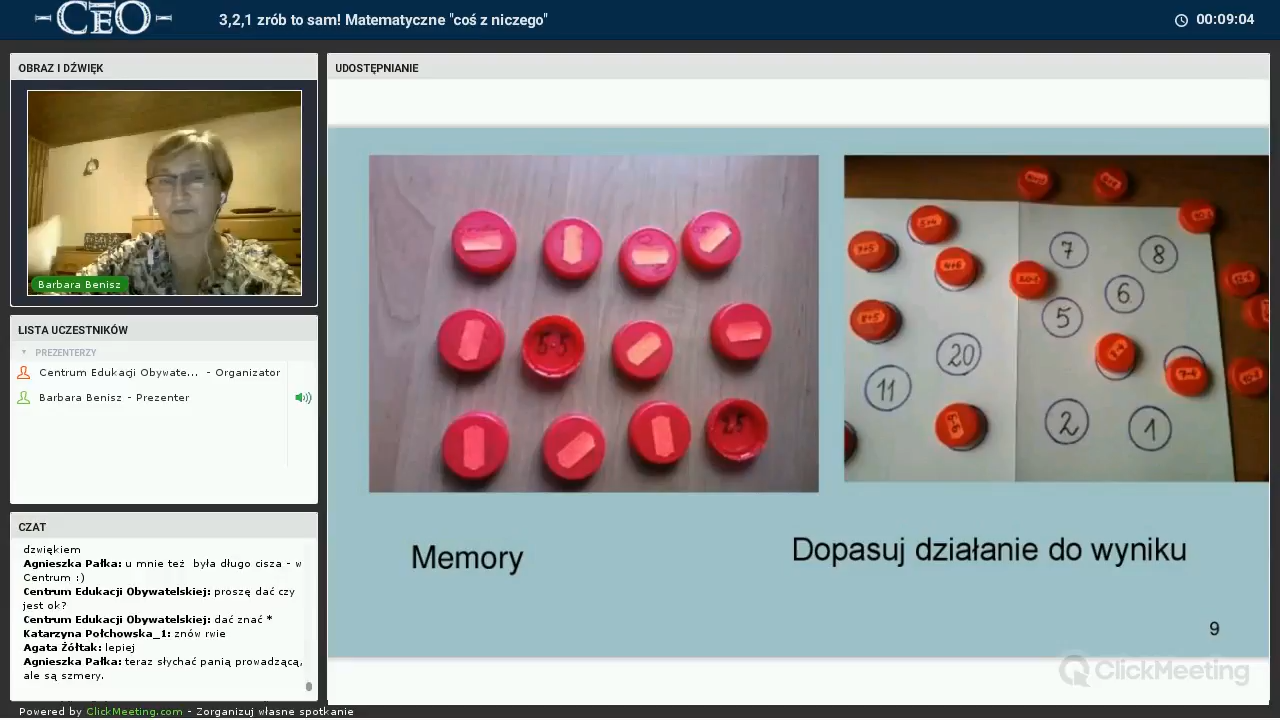 CEO
3,2,1 zrób to sam! Matematyczne "coś z niczego"
00:09:04
OBRAZ I DŹWIĘK
Barbara Benisz
LISTA UCZESTNIKÓW
PREZENTERZY
Centrum Edukacji Obywate... - Organizator
Barbara Benisz - Prezenter
CZAT
dzwiękiem
Agnieszka Pałka: u mnie też była długo cisza - w
Centrum :)
Centrum Edukacji Obywatelskiej: proszę dać czy
jest ok?
Centrum Edukacji Obywatelskiej: dać znać *
Katarzyna Połchowska_1: znów rwie
Agata Żółtak: lepiej
Agnieszka Pałka: teraz słychać panią prowadzącą,
ale są szmery.
UDOSTĘPNIANIE
5·5
25
7
8
6
5
20
11
2
1
Memory
Dopasuj działanie do wyniku
9
ClickMeeting
Powered by ClickMeeting.com - Zorganizuj własne spotkanie